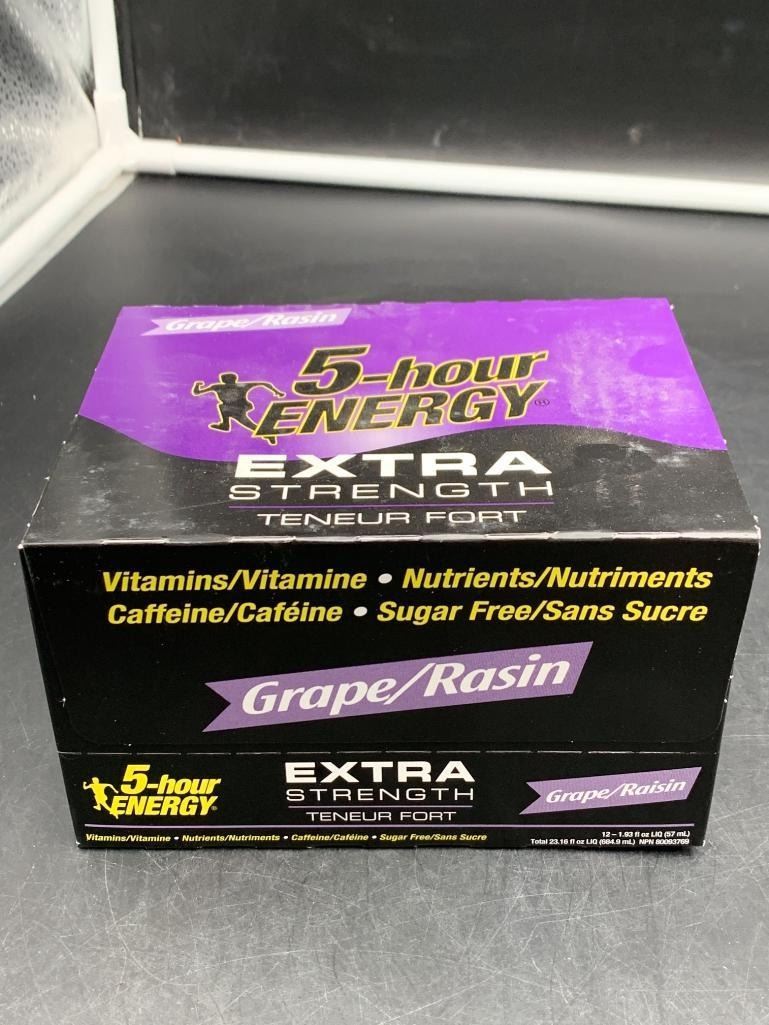 Grape/Rasin
5-hour
ENERGY®
EXTRA
STRENGTH
TENEUR FORT
Vitamins/Vitamine • Nutrients/Nutriments
Caffeine/Caféine • Sugar Free/Sans Sucre
Grape/Rasin
5-hour
ENERGY®
EXTRA
STRENGTH
TENEUR FORT
Grape/Raisin
Vitamins/Vitamine • Nutrients/Nutriments • Caffeine/Caféine • Sugar Free/Sans Sucre
12 – 1.93 fl oz LIQ (57 mL)
Total 23.16 fl oz LIQ (684.9 mL) NPN 80093769